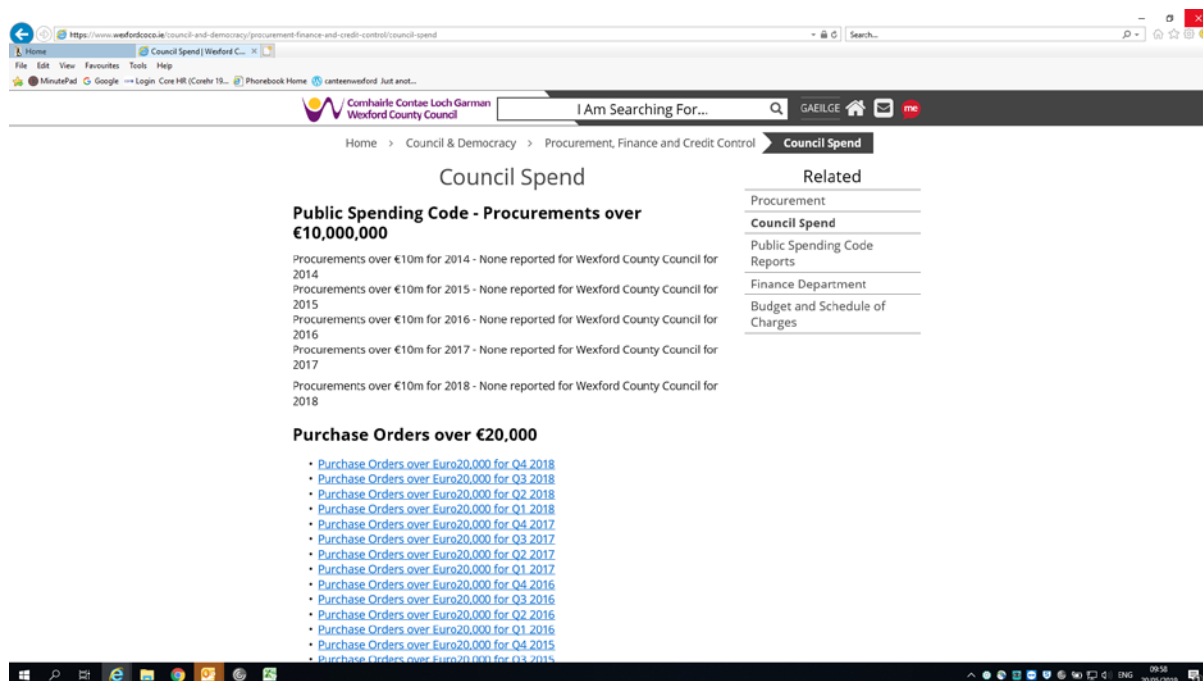 https://www.wexfordcoco.ie/council-and-democracy/procurement-finance-and-credit-control/council-spend
Search...
Home
Council Spend | Wexford C...
File Edit View Favourites Tools Help
MinutePad Google Login Core HR (Corehr 19... Phonebook Home canteenwexford Just anot...
Comhairle Contae Loch Garman
Wexford County Council
I Am Searching For...
GAEILGE
me
Home > Council & Democracy > Procurement, Finance and Credit Control Council Spend
Council Spend
Public Spending Code - Procurements over
€10,000,000
Procurements over €10m for 2014 - None reported for Wexford County Council for
2014
Procurements over €10m for 2015 - None reported for Wexford County Council for
2015
Procurements over €10m for 2016 - None reported for Wexford County Council for
2016
Procurements over €10m for 2017 - None reported for Wexford County Council for
2017
Procurements over €10m for 2018 - None reported for Wexford County Council for
2018
Purchase Orders over €20,000
• Purchase Orders over Euro20,000 for Q4 2018
• Purchase Orders over Euro20,000 for Q3 2018
• Purchase Orders over Euro20,000 for Q2 2018
• Purchase Orders over Euro20,000 for Q1 2018
• Purchase Orders over Euro20,000 for Q4 2017
• Purchase Orders over Euro20,000 for Q3 2017
• Purchase Orders over Euro20,000 for Q2 2017
• Purchase Orders over Euro20,000 for Q1 2017
• Purchase Orders over Euro20,000 for Q4 2016
• Purchase Orders over Euro20,000 for Q3 2016
• Purchase Orders over Euro20,000 for Q2 2016
• Purchase Orders over Euro20,000 for Q1 2016
• Purchase Orders over Euro20,000 for Q4 2015
• Purchase Orders over Euro20,000 for Q3 2015
Related
Procurement
Council Spend
Public Spending Code
Reports
Finance Department
Budget and Schedule of
Charges
ENG
09:58